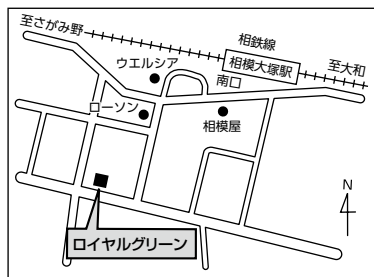 至さがみ野
相鉄線
相模大塚駅
至大和
ウエルシア
南口
ローソン
相模屋
N
ロイヤルグリーン